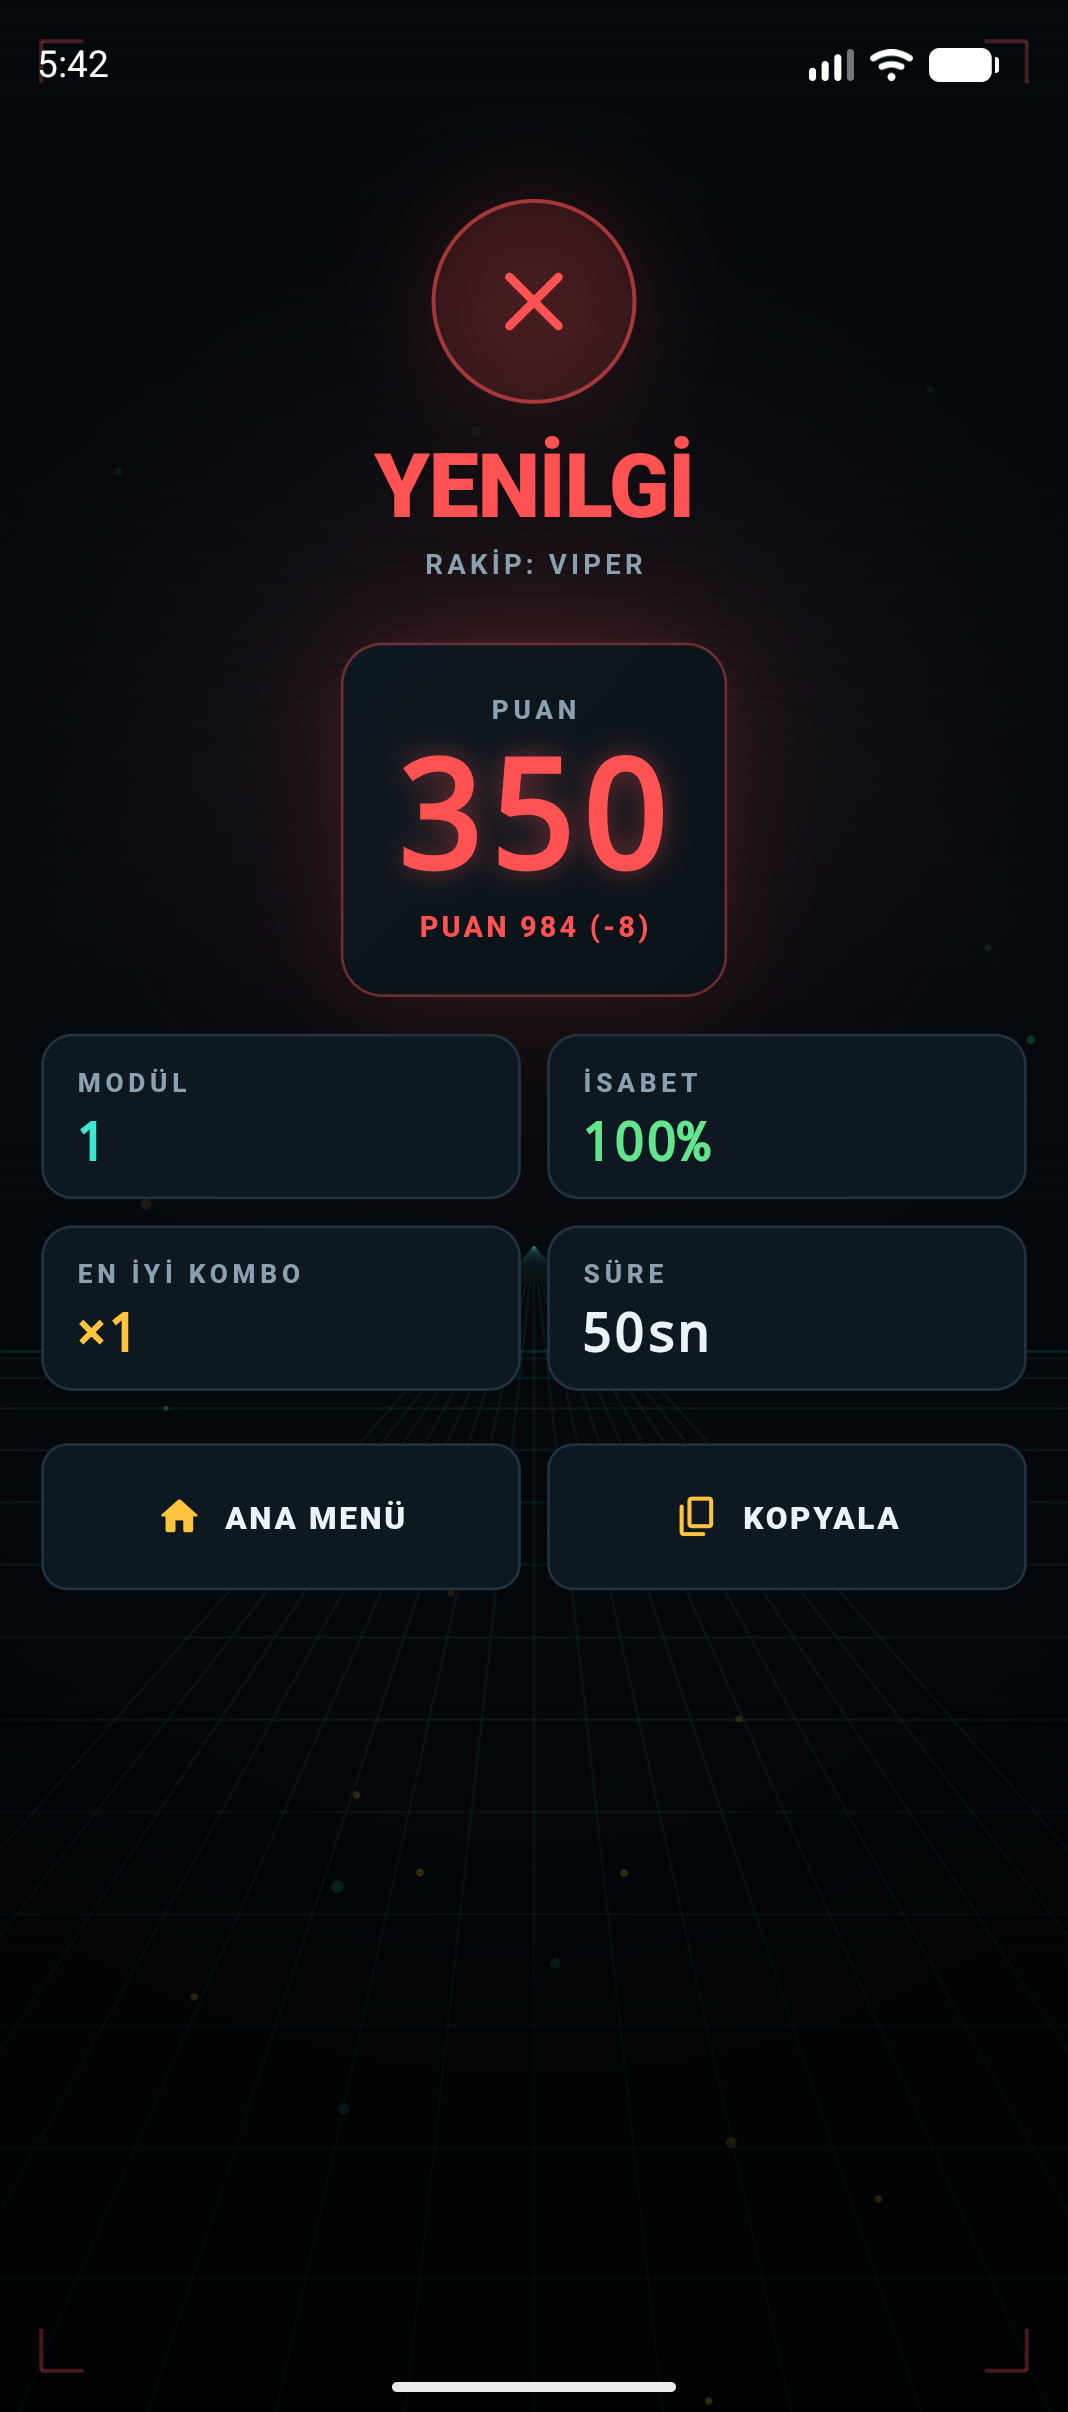 5:42
YENİLGİ
RAKİP: VIPER
PUAN
350
PUAN 984 (-8)
MODÜL
1
İSABET
100%
EN İYİ KOMBO
×1
SÜRE
50sn
ANA MENÜ
KOPYALA